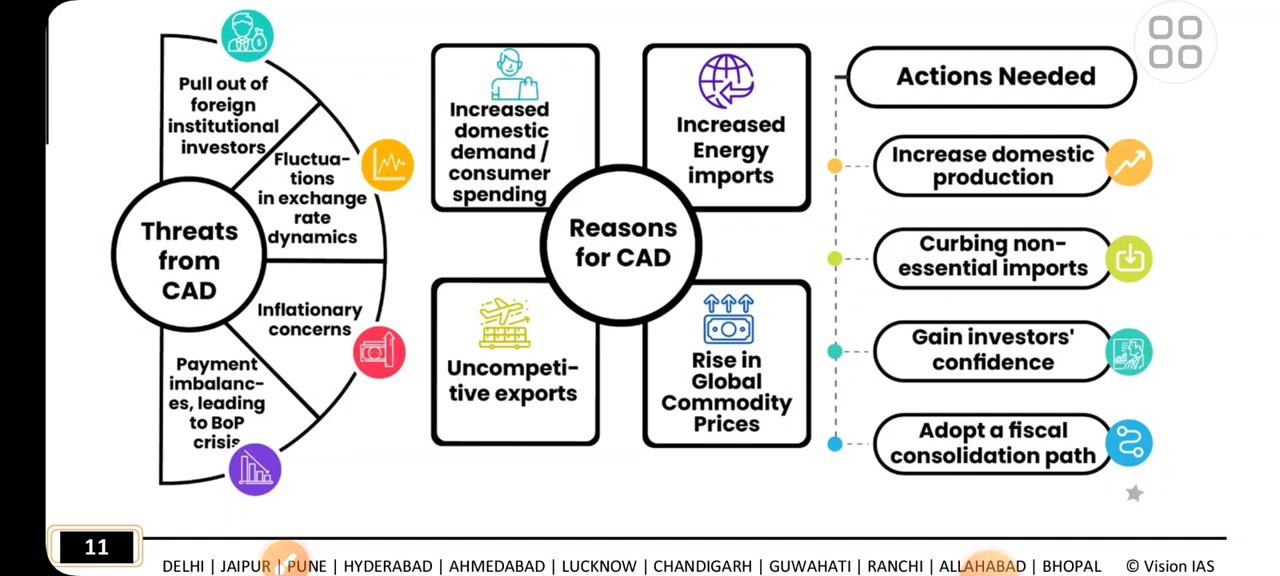 Pull out of
foreign
institutional
investors
Fluctua-
tions
in exchange
rate
dynamics
Threats
from
CAD
Inflationary
concerns
Payment
imbalanc-
es, leading
to BoP
crisis
Increased
domestic
demand /
consumer
spending
Increased
Energy
imports
Reasons
for CAD
Uncompeti-
tive exports
Rise in
Global
Commodity
Prices
Actions Needed
Increase domestic
production
Curbing non-
essential imports
Gain investors'
confidence
Adopt a fiscal
consolidation path
11
DELHI | JAIPUR | PUNE | HYDERABAD | AHMEDABAD | LUCKNOW | CHANDIGARH | GUWAHATI | RANCHI | ALLAHABAD | BHOPAL © Vision IAS